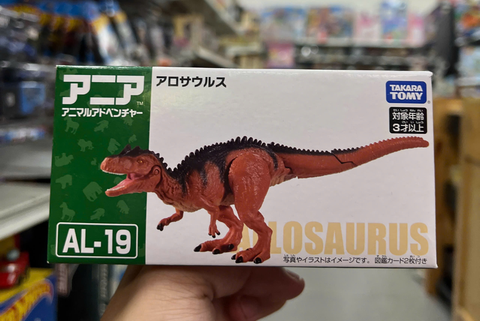 アニア™
アニマルアドベンチャー
アロサウルス
TAKARA
TOMY
対象年齢
3才以上
AL-19
LOSAURUS
写真やイラストはイメージです。 図鑑カード2枚付き